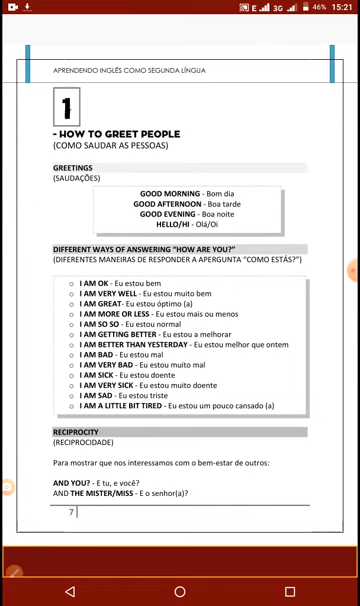 E 3G 46% 15:21
APRENDENDO INGLÊS COMO SEGUNDA LÍNGUA
1
- HOW TO GREET PEOPLE
(COMO SAUDAR AS PESSOAS)
GREETINGS
(SAUDAÇÕES)
GOOD MORNING - Bom dia
GOOD AFTERNOON - Boa tarde
GOOD EVENING - Boa noite
HELLO/HI - Olá/Oi
DIFFERENT WAYS OF ANSWERING "HOW ARE YOU?"
(DIFERENTES MANEIRAS DE RESPONDER A APERGUNTA "COMO ESTÁS?")
o I AM OK - Eu estou bem
o I AM VERY WELL - Eu estou muito bem
o I AM GREAT- Eu estou óptimo (a)
o I AM MORE OR LESS - Eu estou mais ou menos
o I AM SO SO - Eu estou normal
o I AM GETTING BETTER - Eu estou a melhorar
o I AM BETTER THAN YESTERDAY - Eu estou melhor que ontem
o I AM BAD - Eu estou mal
o I AM VERY BAD - Eu estou muito mal
o I AM SICK - Eu estou doente
o I AM VERY SICK - Eu estou muito doente
o I AM SAD - Eu estou triste
o I AM A LITTLE BIT TIRED - Eu estou um pouco cansado (a)
RECIPROCITY
(RECIPROCIDADE)
Para mostrar que nos interessamos com o bem-estar de outros:
AND YOU? - E tu, e você?
AND THE MISTER/MISS - E o senhor(a)?
7